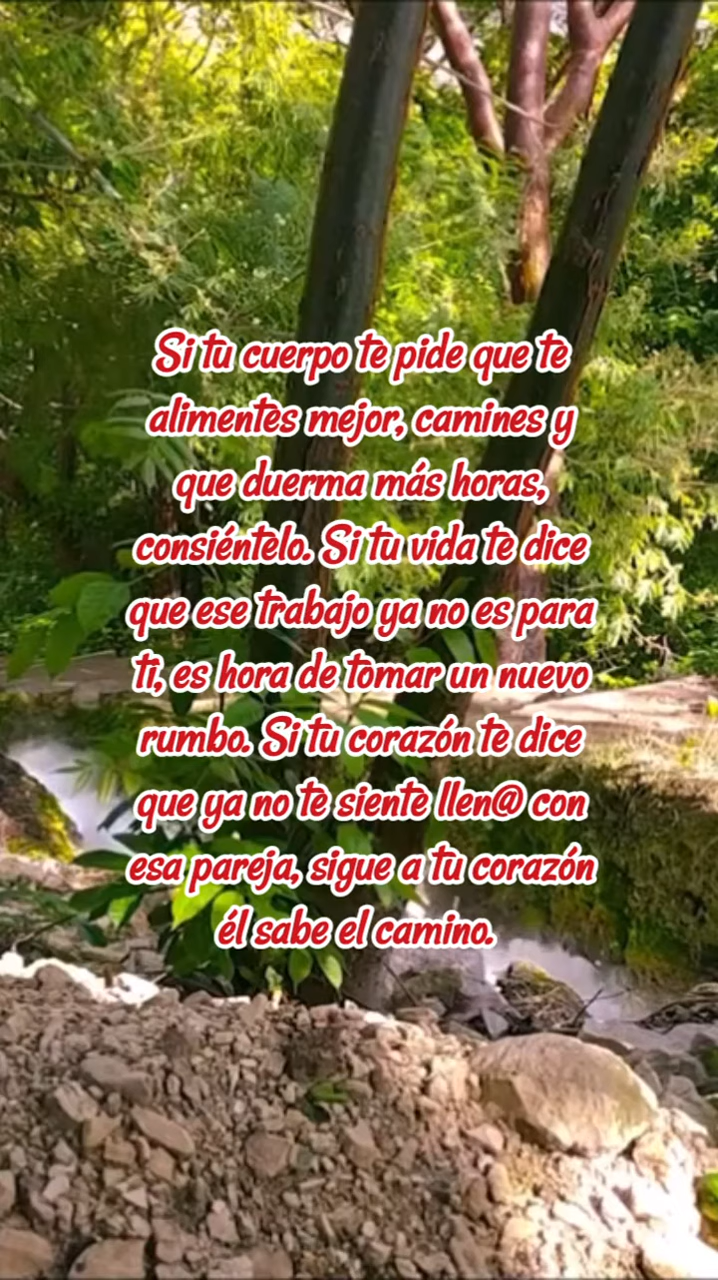 Si tu cuerpo te pide que te
alimentes mejor, camines y
que duerma más horas,
consiéntelo. Si tu vida te dice
que ese trabajo ya no es para
ti, es hora de tomar un nuevo
rumbo. Si tu corazón te dice
que ya no te siente llen@ con
esa pareja, sigue a tu corazón
él sabe el camino.